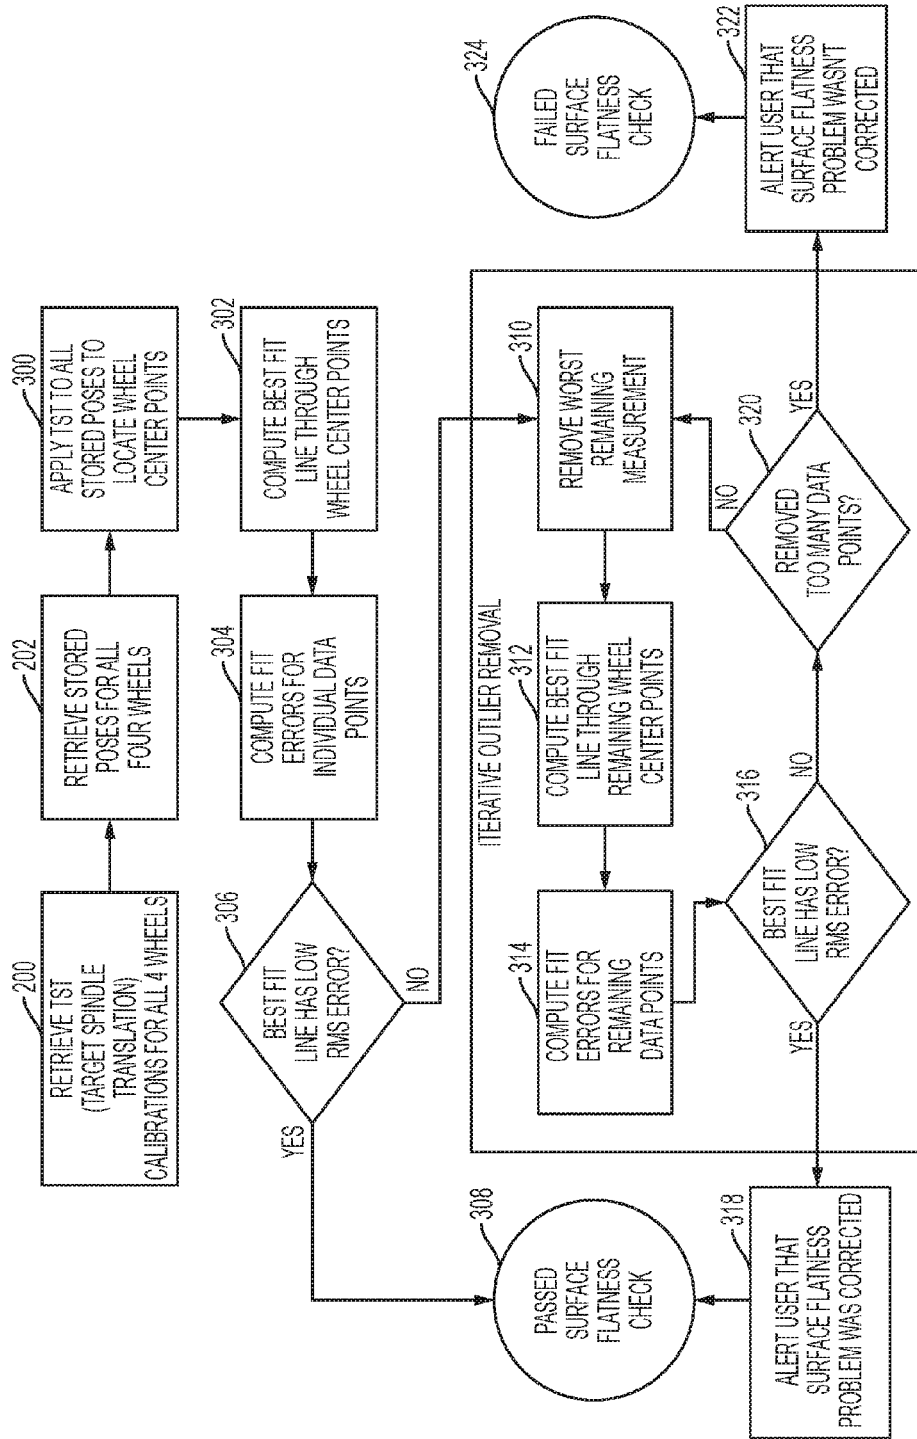 200
RETRIEVE TST
(TARGET SPINDLE
TRANSLATION)
CALIBRATIONS FOR ALL 4 WHEELS
202
RETRIEVE STORED
POSES FOR ALL
FOUR WHEELS
300
APPLY TST TO ALL
STORED POSES TO
LOCATE WHEEL
CENTER POINTS
302
COMPUTE BEST FIT
LINE THROUGH
WHEEL CENTER POINTS
304
COMPUTE FIT
ERRORS FOR
INDIVIDUAL DATA
POINTS
306
BEST FIT
LINE HAS LOW
RMS ERROR?
YES
NO
308
PASSED
SURFACE
FLATNESS
CHECK
ITERATIVE OUTLIER REMOVAL
310
REMOVE WORST
REMAINING
MEASUREMENT
312
COMPUTE BEST FIT
LINE THROUGH
REMAINING WHEEL
CENTER POINTS
314
COMPUTE FIT
ERRORS FOR
REMAINING
DATA POINTS
316
BEST FIT
LINE HAS LOW
RMS ERROR?
YES
NO
318
ALERT USER THAT
SURFACE FLATNESS
PROBLEM WAS CORRECTED
320
REMOVED
TOO MANY DATA
POINTS?
NO
YES
322
ALERT USER THAT
SURFACE FLATNESS
PROBLEM WASN'T
CORRECTED
324
FAILED
SURFACE
FLATNESS
CHECK